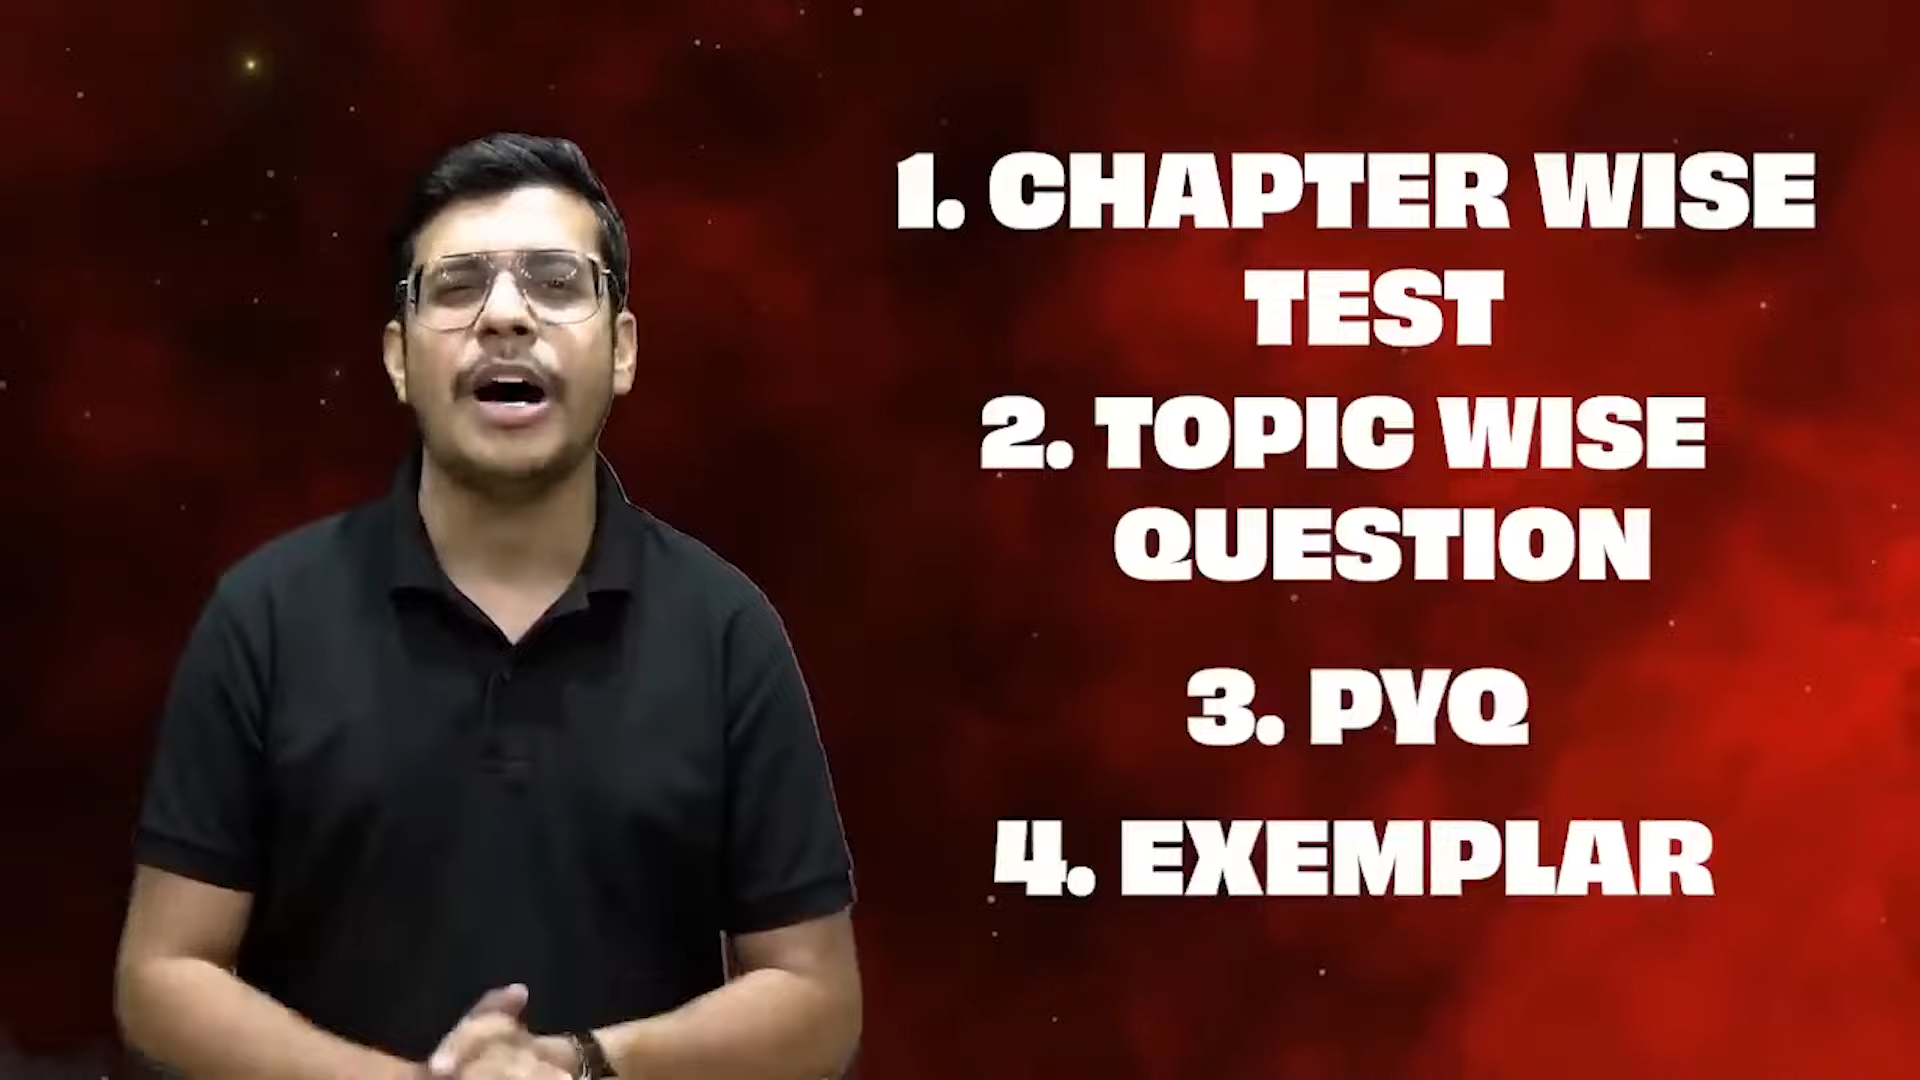 1. CHAPTER WISE
TEST
2. TOPIC WISE
QUESTION
3. PYQ
4. EXEMPLAR